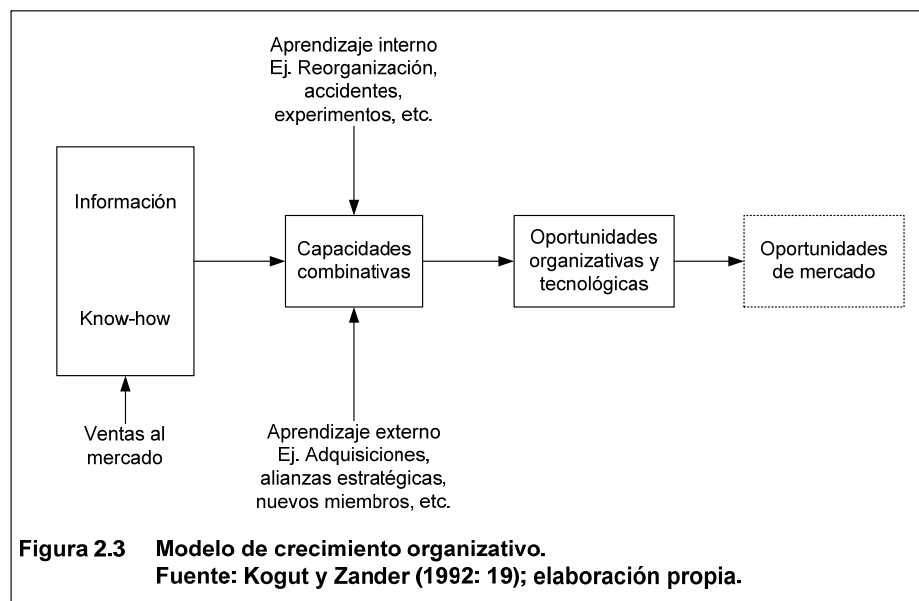 Aprendizaje interno
Ej. Reorganización,
accidentes,
experimentos, etc.
Información
Know-how
Capacidades
combinativas
Oportunidades
organizativas y
tecnológicas
Oportunidades
de mercado
Ventas al
mercado
Aprendizaje externo
Ej. Adquisiciones,
alianzas estratégicas,
nuevos miembros, etc.
Figura 2.3 Modelo de crecimiento organizativo.
Fuente: Kogut y Zander (1992: 19); elaboración propia.